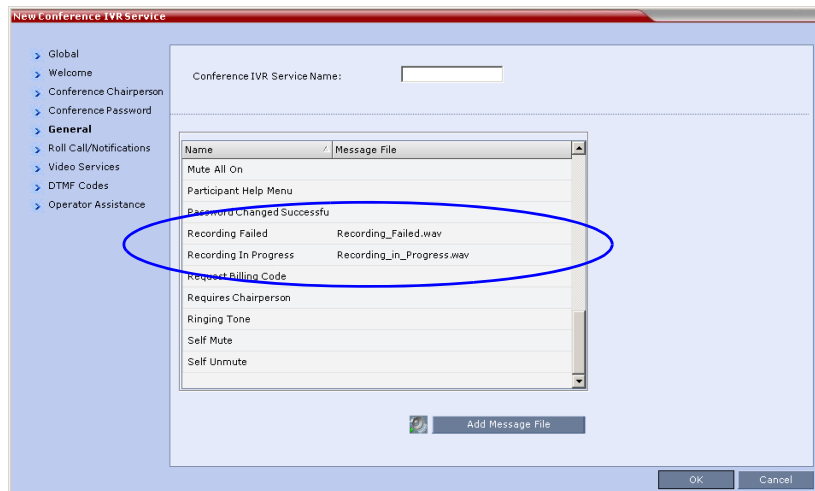 New Conference IVR Service
Global
Welcome
Conference Chairperson
Conference Password
General
Roll Call/Notifications
Video Services
DTMF Codes
Operator Assistance
Conference IVR Service Name:
Name Message File
Mute All On
Participant Help Menu
Password Changed Successfu
Recording Failed Recording_Failed.wav
Recording In Progress Recording_in_Progress.wav
Request Billing Code
Requires Chairperson
Ringing Tone
Self Mute
Self Unmute
Add Message File
OK Cancel